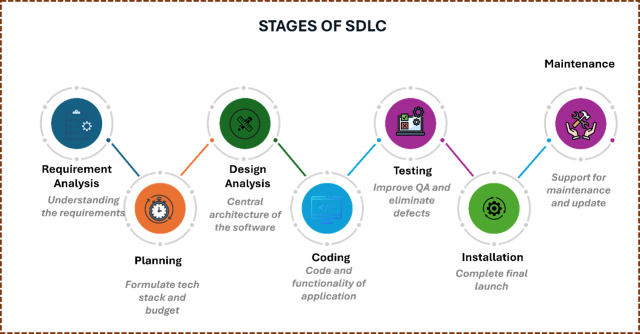 STAGES OF SDLC
Requirement
Analysis
Understanding
the requirements
Planning
Formulate tech
stack and
budget
Design
Analysis
Central
architecture of
the software
Coding
Code and
functionality of
application
Testing
Improve QA and
eliminate
defects
Installation
Complete final
launch
Maintenance
Support for
maintenance
and update